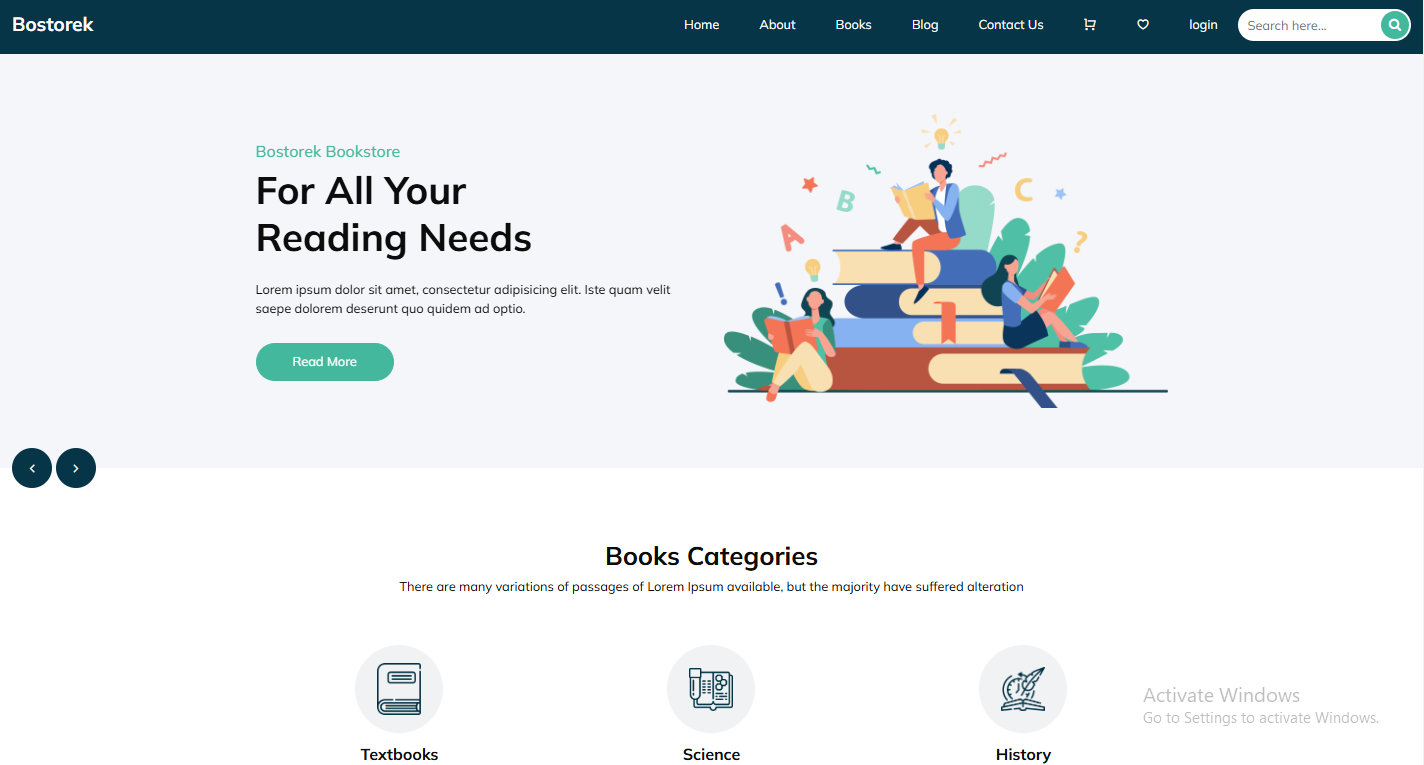 Bostorek
Home About Books Blog Contact Us login Search here...
Bostorek Bookstore
For All Your
Reading Needs
Lorem ipsum dolor sit amet, consectetur adipisicing elit. Iste quam velit
saepe dolorem deserunt quo quidem ad optio.
Read More
A
B
C
?
!
Books Categories
There are many variations of passages of Lorem Ipsum available, but the majority have suffered alteration
Textbooks Science History
Activate Windows
Go to Settings to activate Windows.